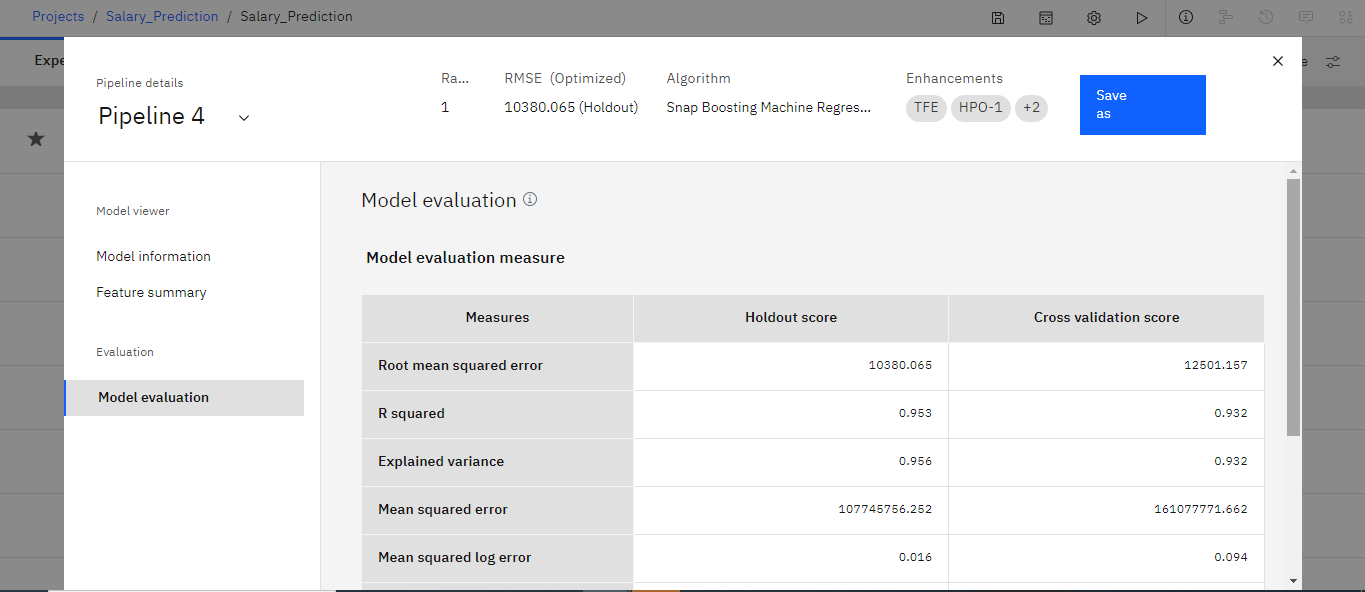 Projects / Salary_Prediction / Salary_Prediction
Expe
e
Pipeline details
Pipeline 4
Ra...
1
RMSE (Optimized)
10380.065 (Holdout)
Algorithm
Snap Boosting Machine Regres...
Enhancements
TFE HPO-1 +2
Save
as
Model viewer
Model information
Feature summary
Evaluation
Model evaluation
Model evaluation
Model evaluation measure
Measures Holdout score Cross validation score
Root mean squared error 10380.065 12501.157
R squared 0.953 0.932
Explained variance 0.956 0.932
Mean squared error 107745756.252 161077771.662
Mean squared log error 0.016 0.094